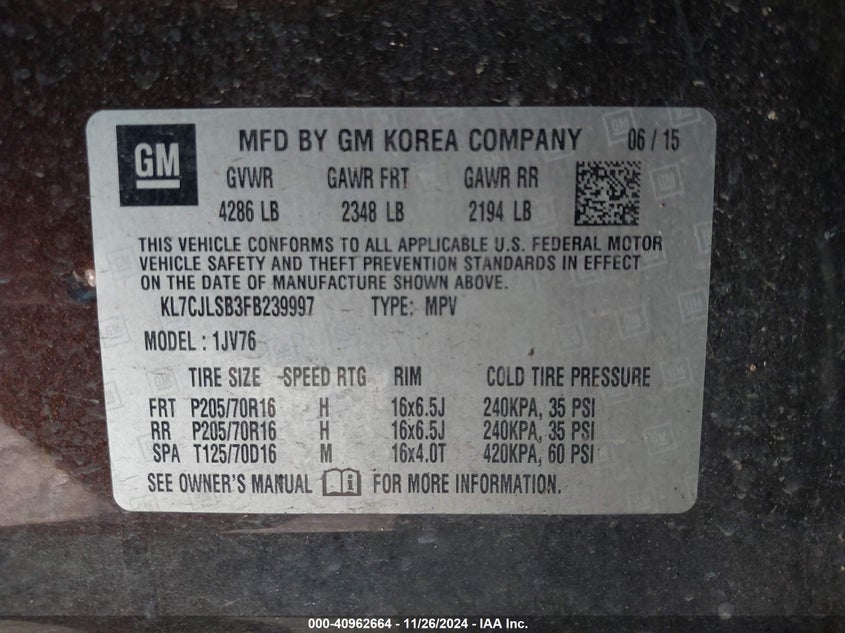 GM
MFD BY GM KOREA COMPANY 06 / 15
GVWR GAWR FRT GAWR RR
4286 LB 2348 LB 2194 LB
THIS VEHICLE CONFORMS TO ALL APPLICABLE U.S. FEDERAL MOTOR
VEHICLE SAFETY AND THEFT PREVENTION STANDARDS IN EFFECT
ON THE DATE OF MANUFACTURE SHOWN ABOVE.
KL7CJLSB3FB239997 TYPE: MPV
MODEL : 1JV76
TIRE SIZE SPEED RTG RIM COLD TIRE PRESSURE
FRT P205/70R16 H 16x6.5J 240KPA, 35 PSI
RR P205/70R16 H 16x6.5J 240KPA, 35 PSI
SPA T125/70D16 M 16x4.0T 420KPA, 60 PSI
SEE OWNER'S MANUAL FOR MORE INFORMATION.
000-40962664 - 11/26/2024 - IAA Inc.